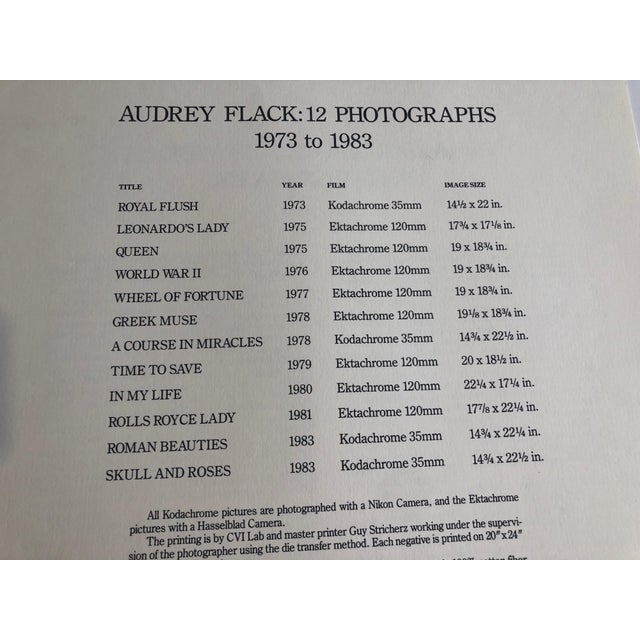 AUDREY FLACK: 12 PHOTOGRAPHS
1973 to 1983
TITLE YEAR FILM IMAGE SIZE
ROYAL FLUSH 1973 Kodachrome 35mm 14½ x 22 in.
LEONARDO'S LADY 1975 Ektachrome 120mm 17¾ x 17⅛ in.
QUEEN 1975 Ektachrome 120mm 19 x 18¾ in.
WORLD WAR II 1976 Ektachrome 120mm 19 x 18¾ in.
WHEEL OF FORTUNE 1977 Ektachrome 120mm 19 x 18¾ in.
GREEK MUSE 1978 Ektachrome 120mm 19⅛ x 18¾ in.
A COURSE IN MIRACLES 1978 Kodachrome 35mm 14¾ x 22½ in.
TIME TO SAVE 1979 Ektachrome 120mm 20 x 18½ in.
IN MY LIFE 1980 Ektachrome 120mm 22¼ x 17¼ in.
ROLLS ROYCE LADY 1981 Ektachrome 120mm 17⅞ x 22¼ in.
ROMAN BEAUTIES 1983 Kodachrome 35mm 14¾ x 22¼ in.
SKULL AND ROSES 1983 Kodachrome 35mm 14¾ x 22½ in.
All Kodachrome pictures are photographed with a Nikon Camera, and the Ektachrome
pictures with a Hasselblad Camera.
The printing is by CVI Lab and master printer Guy Stricherz working under the supervi-
sion of the photographer using the die transfer method. Each negative is printed on 20" x 24"
cotton fiber